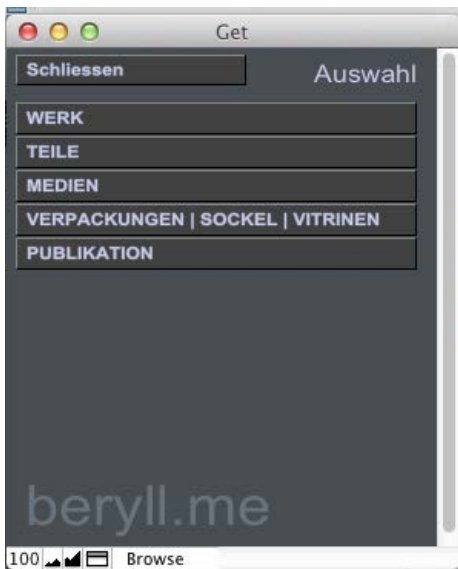 Get
Schliessen
Auswahl
WERK
TEILE
MEDIEN
VERPACKUNGEN | SOCKEL | VITRINEN
PUBLIKATION
beryll.me
100 Browse